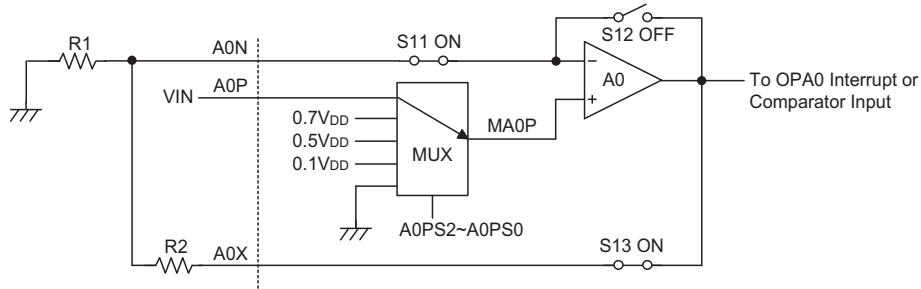 R1
A0N
S11 ON
S12 OFF
VIN
A0P
A0
−
+
To OPA0 Interrupt or
Comparator Input
0.7VDD
0.5VDD
0.1VDD
MUX
MA0P
A0PS2~A0PS0
R2
A0X
S13 ON